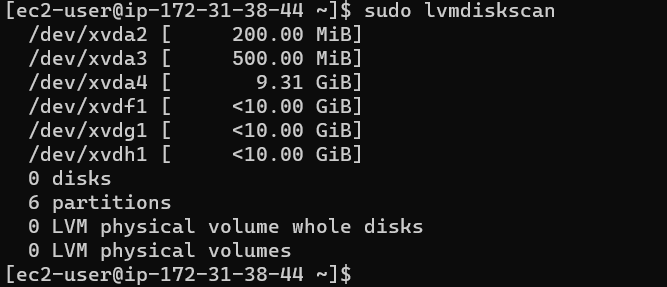 [ec2-user@ip-172-31-38-44 ~]$ sudo lvmdiskscan
  /dev/xvda2 [     200.00 MiB]
  /dev/xvda3 [     500.00 MiB]
  /dev/xvda4 [       9.31 GiB]
  /dev/xvdf1 [     <10.00 GiB]
  /dev/xvdg1 [     <10.00 GiB]
  /dev/xvdh1 [     <10.00 GiB]
  0 disks
  6 partitions
  0 LVM physical volume whole disks
  0 LVM physical volumes
[ec2-user@ip-172-31-38-44 ~]$